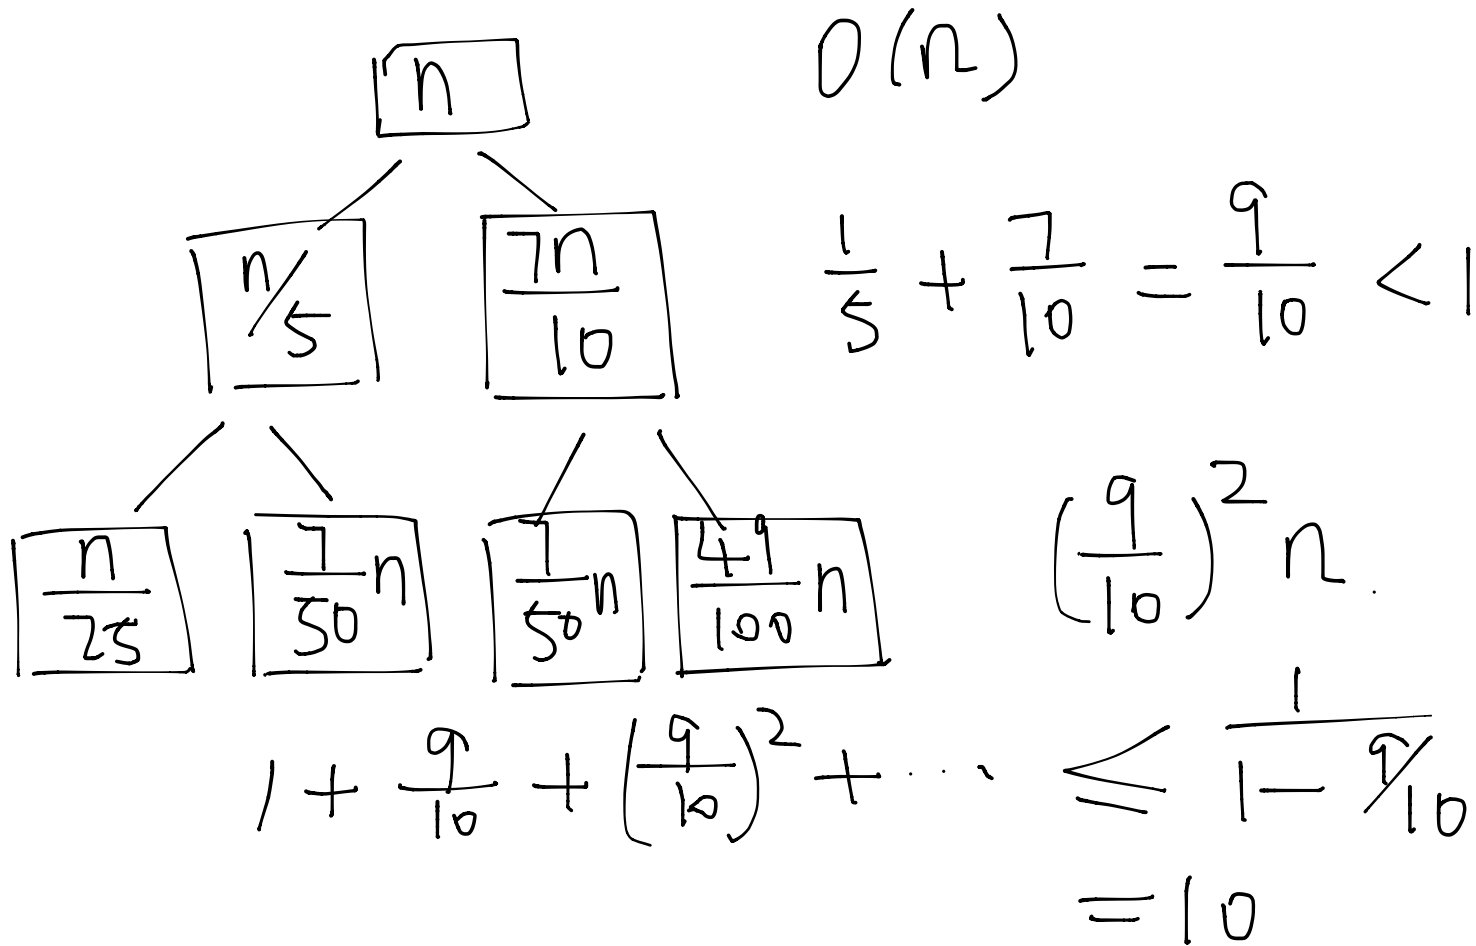 n
O(n)
n/5
7n/10
1/5 + 7/10 = 9/10 < 1
n/25
7/50 n
7/50 n
49/100 n
(9/10)² n .
1 + 9/10 + (9/10)² + ... ≤ 1/(1 - 9/10)
= 10